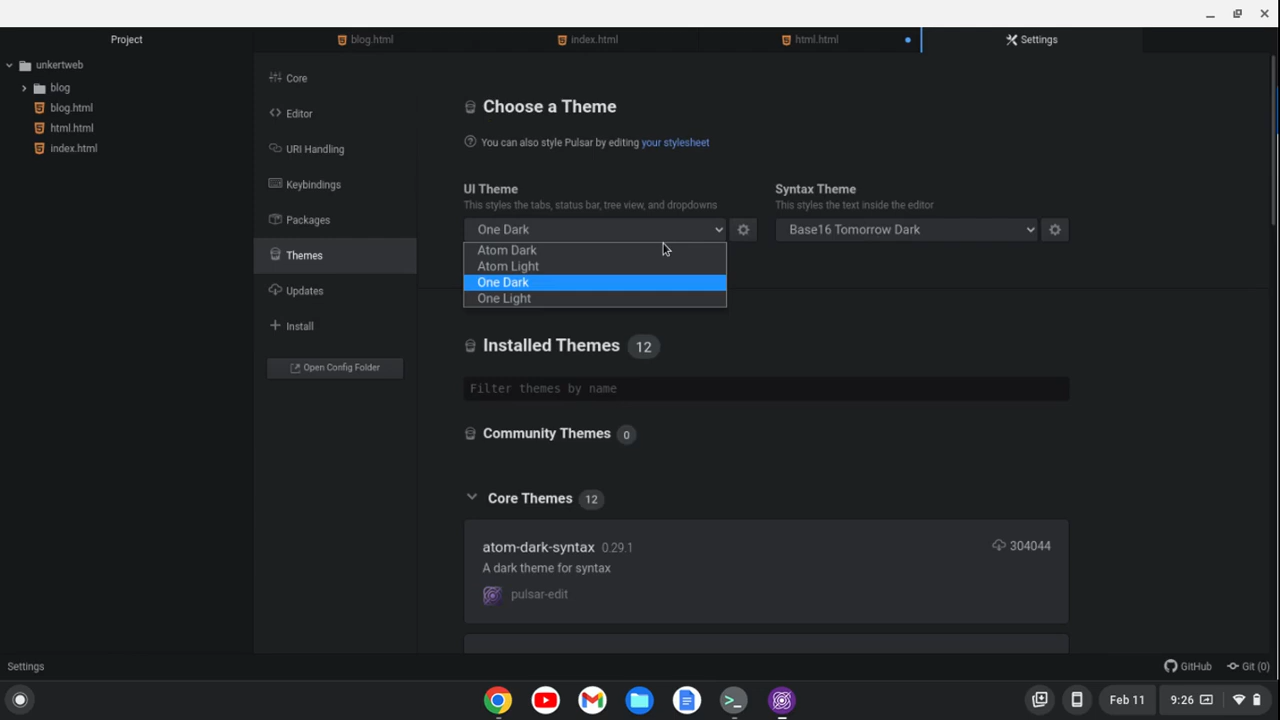 Project
blog.html
index.html
html.html
Settings
unkertweb
blog
blog.html
html.html
index.html
Core
Editor
URI Handling
Keybindings
Packages
Themes
Updates
Install
Open Config Folder
Choose a Theme
You can also style Pulsar by editing your stylesheet
UI Theme
This styles the tabs, status bar, tree view, and dropdowns
One Dark
Atom Dark
Atom Light
One Dark
One Light
Syntax Theme
This styles the text inside the editor
Base16 Tomorrow Dark
Installed Themes 12
Filter themes by name
Community Themes 0
Core Themes 12
atom-dark-syntax 0.29.1
304044
A dark theme for syntax
pulsar-edit
Settings
GitHub
Git (0)
Feb 11
9:26